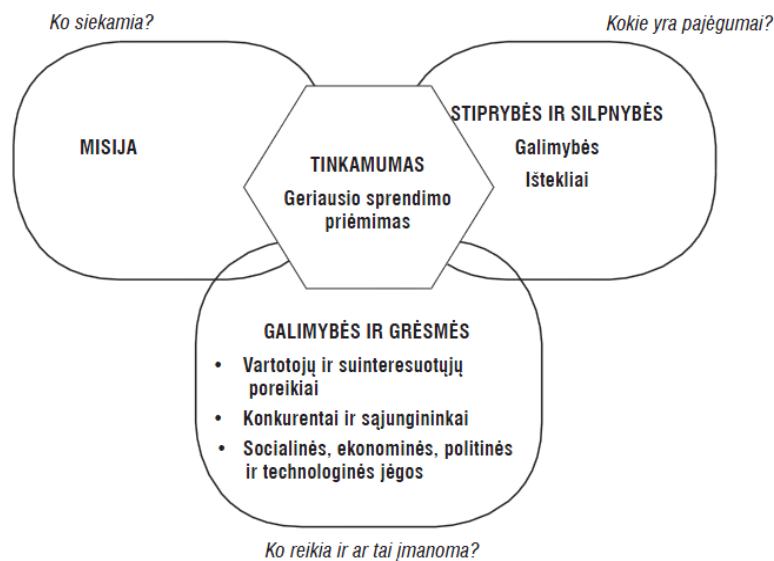 Ko siekamia?
Kokie yra pajėgumai?
MISIJA
TINKAMUMAS
Geriausio sprendimo
priėmimas
STIPRYBĖS IR SILPNYBĖS
Galimybės
Ištekliai
GALIMYBĖS IR GRĖSMĖS
• Vartotojų ir suinteresuotųjų
poreikiai
• Konkurentai ir sąjungininkai
• Socialinės, ekonominės, politinės
ir technologinės jėgos
Ko reikia ir ar tai įmanoma?